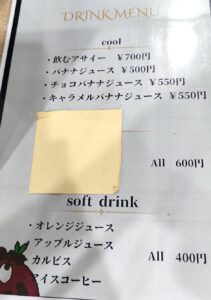 DRINK MENU
cool
・飲むアサイー ￥700円
・バナナジュース ￥500円
・チョコバナナジュース ￥550円
・キャラメルバナナジュース ￥550円
All 600円
soft drink
・オレンジジュース
・アップルジュース
・カルピス All 400円
アイスコーヒー